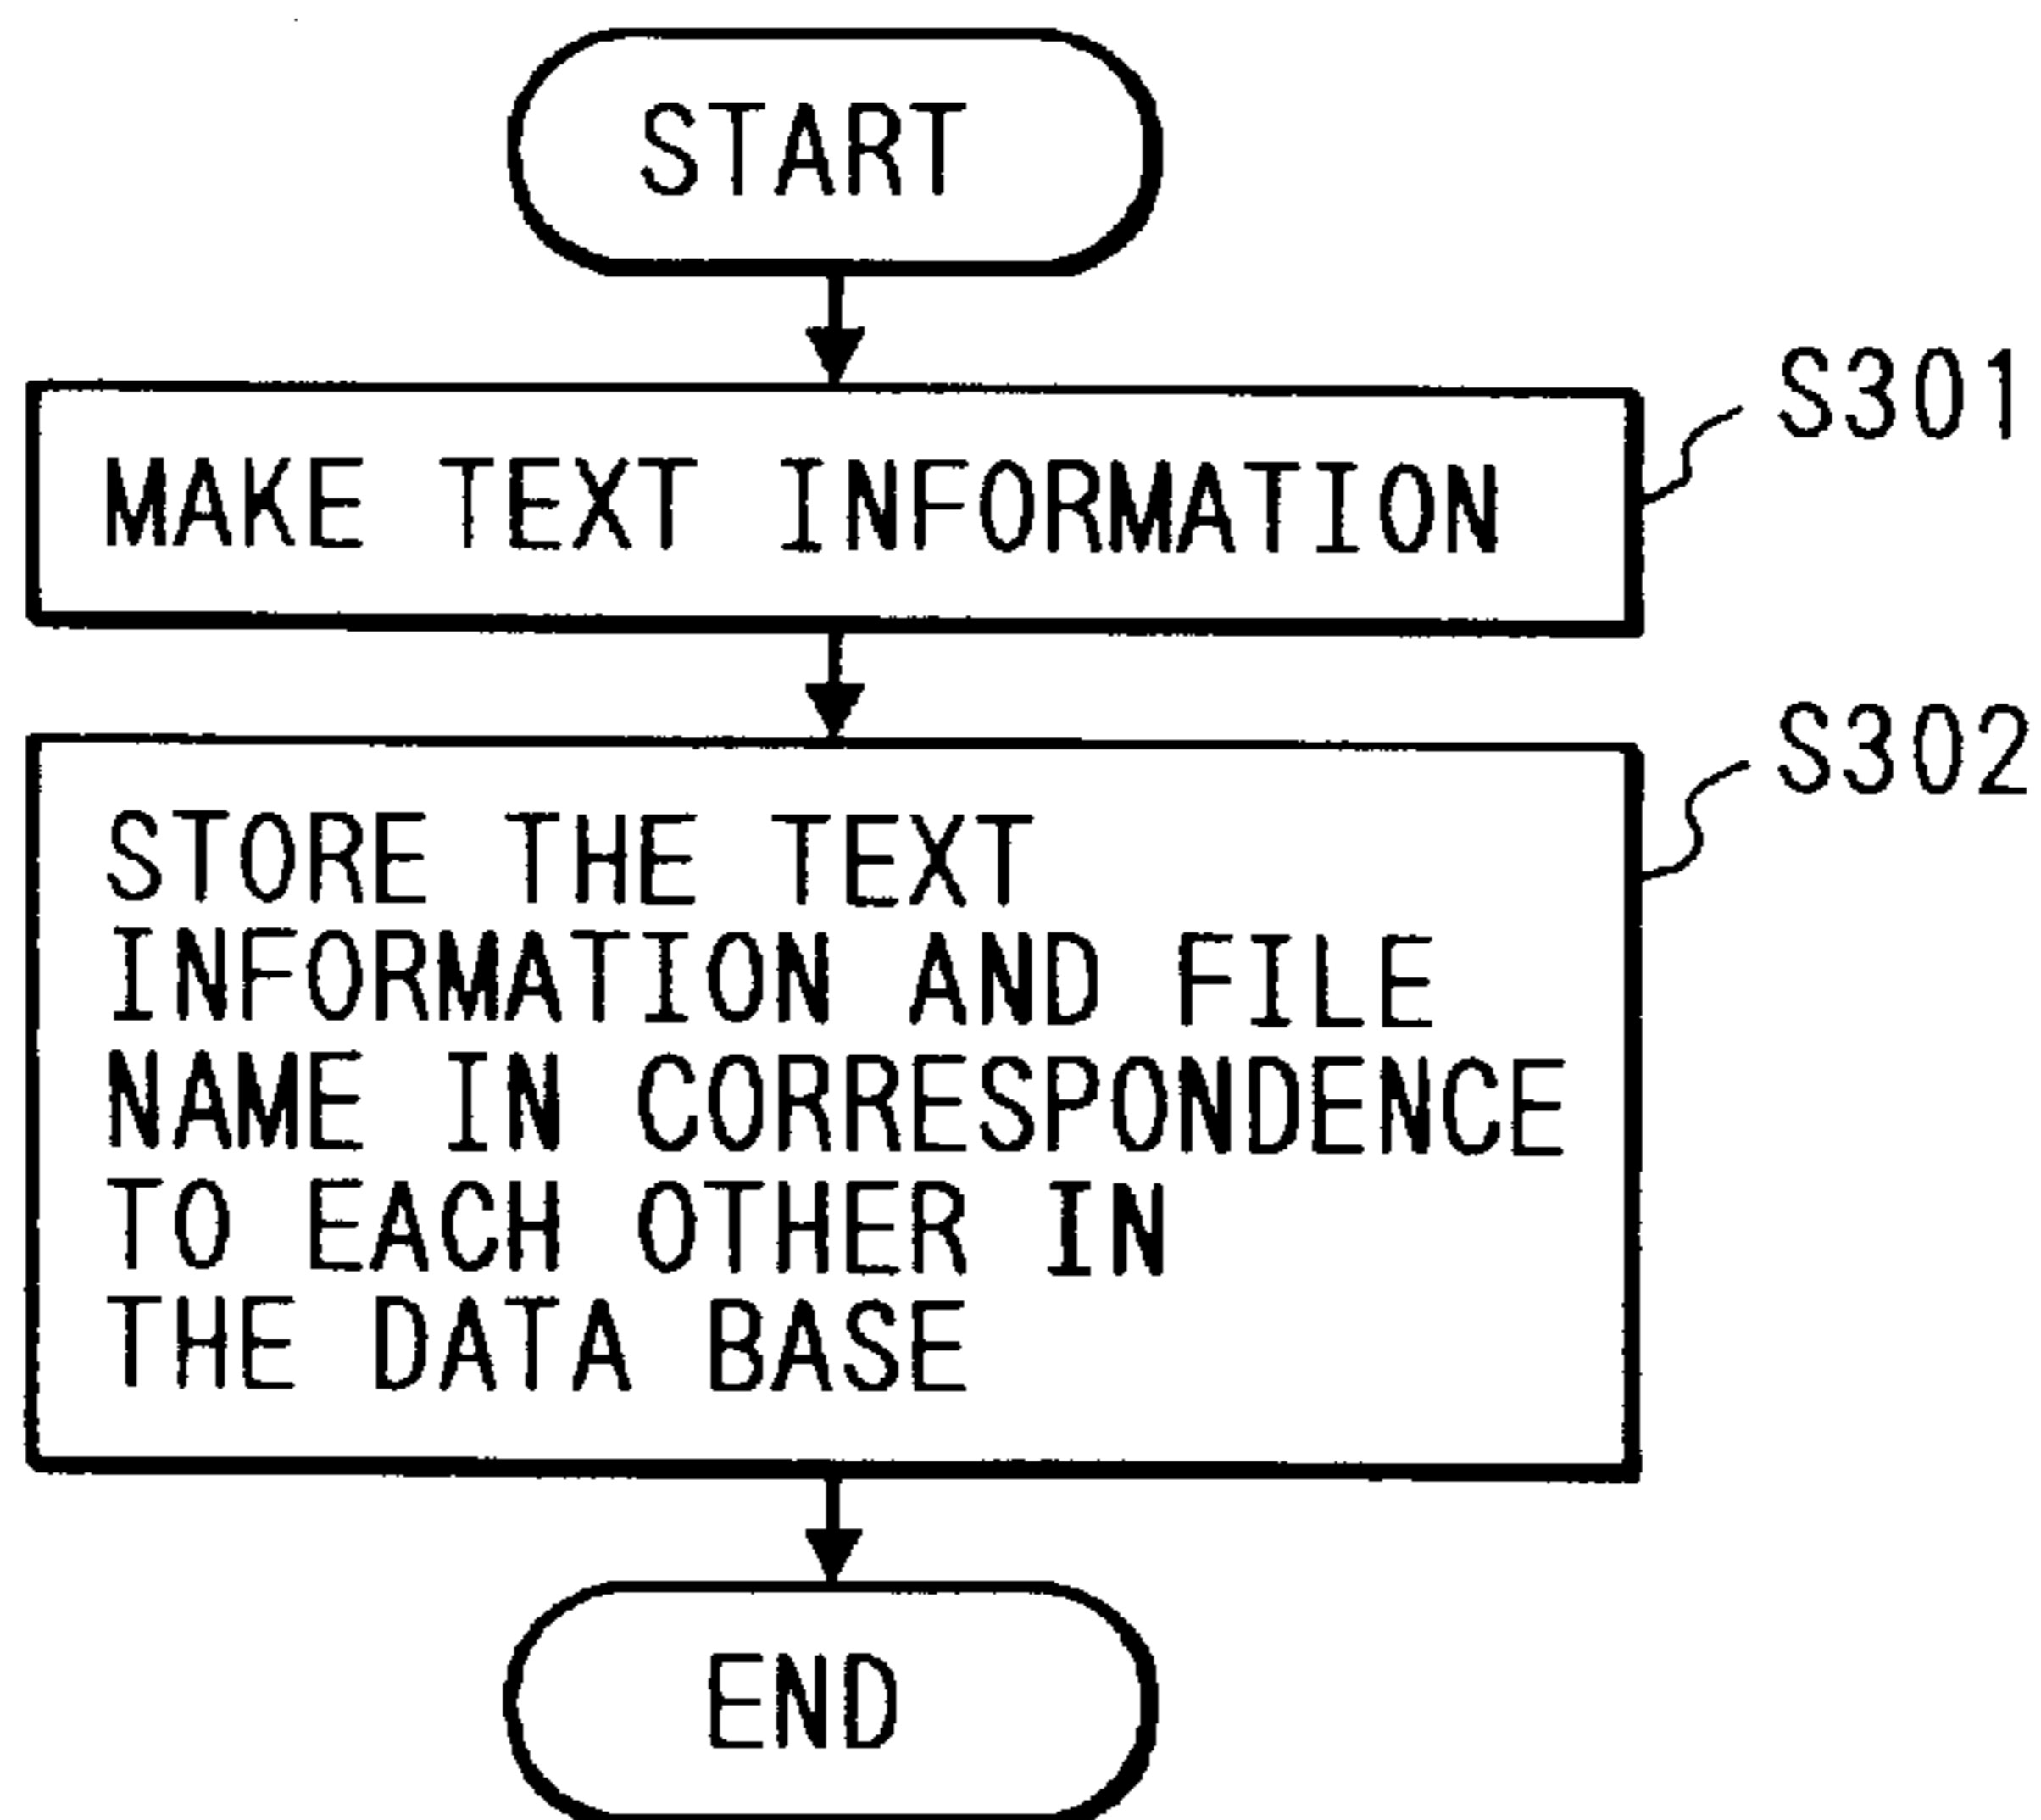 START
S301
MAKE TEXT INFORMATION
S302
STORE THE TEXT
INFORMATION AND FILE
NAME IN CORRESPONDENCE
TO EACH OTHER IN
THE DATA BASE
END